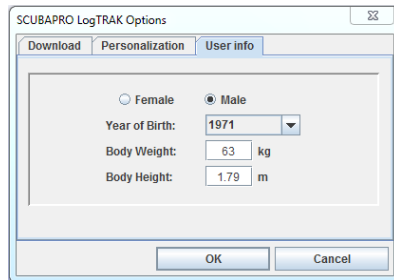 SCUBAPRO LogTRAK Options
Download Personalization User info
Female Male
Year of Birth: 1971
Body Weight: 63 kg
Body Height: 1.79 m
OK Cancel